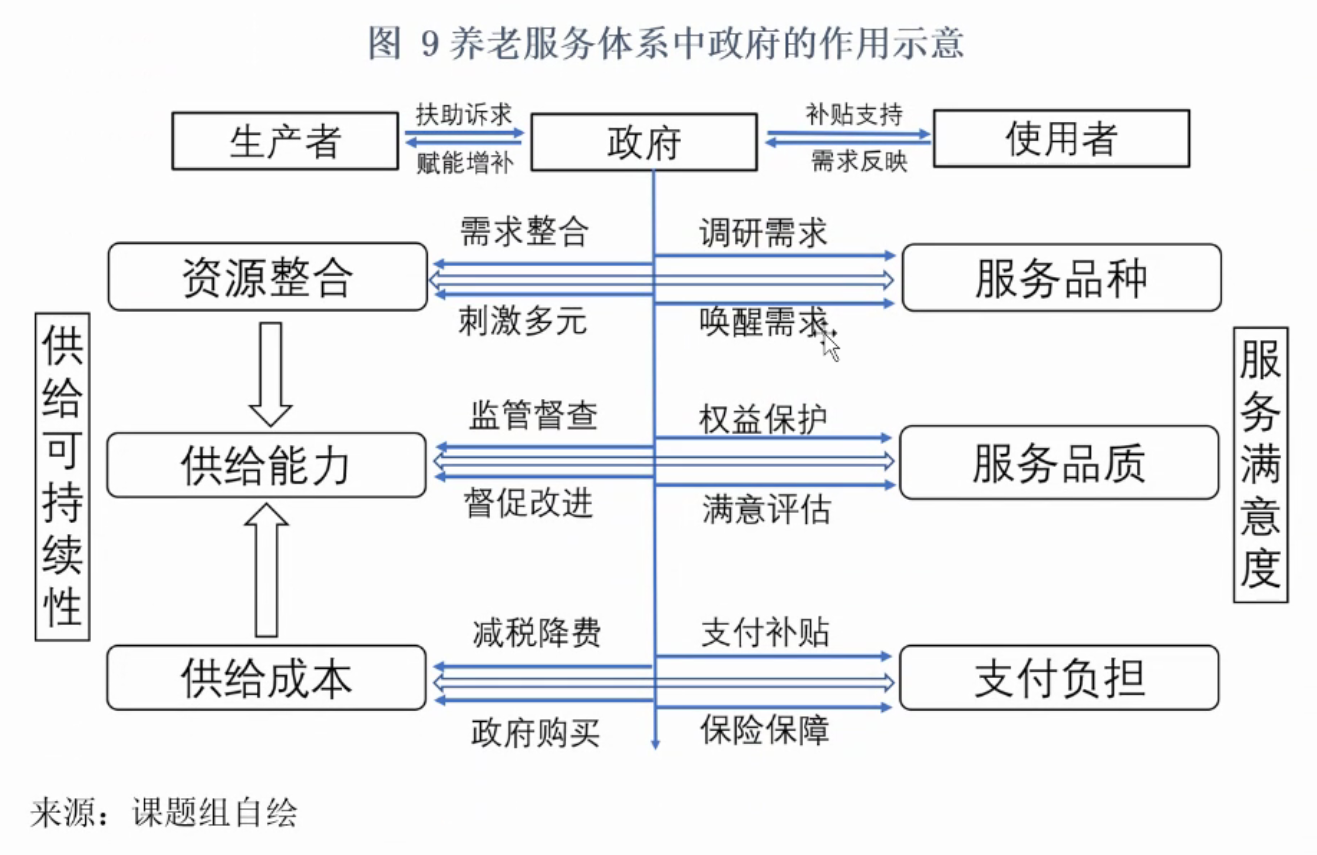 图 9 养老服务体系中政府的作用示意
扶助诉求
补贴支持
生产者
政府
使用者
赋能增补
需求反映
需求整合
调研需求
资源整合
服务品种
刺激多元
唤醒需求
供给可持续性
服务满意度
监管督查
权益保护
供给能力
服务品质
督促改进
满意评估
减税降费
支付补贴
供给成本
支付负担
政府购买
保险保障
来源：课题组自绘